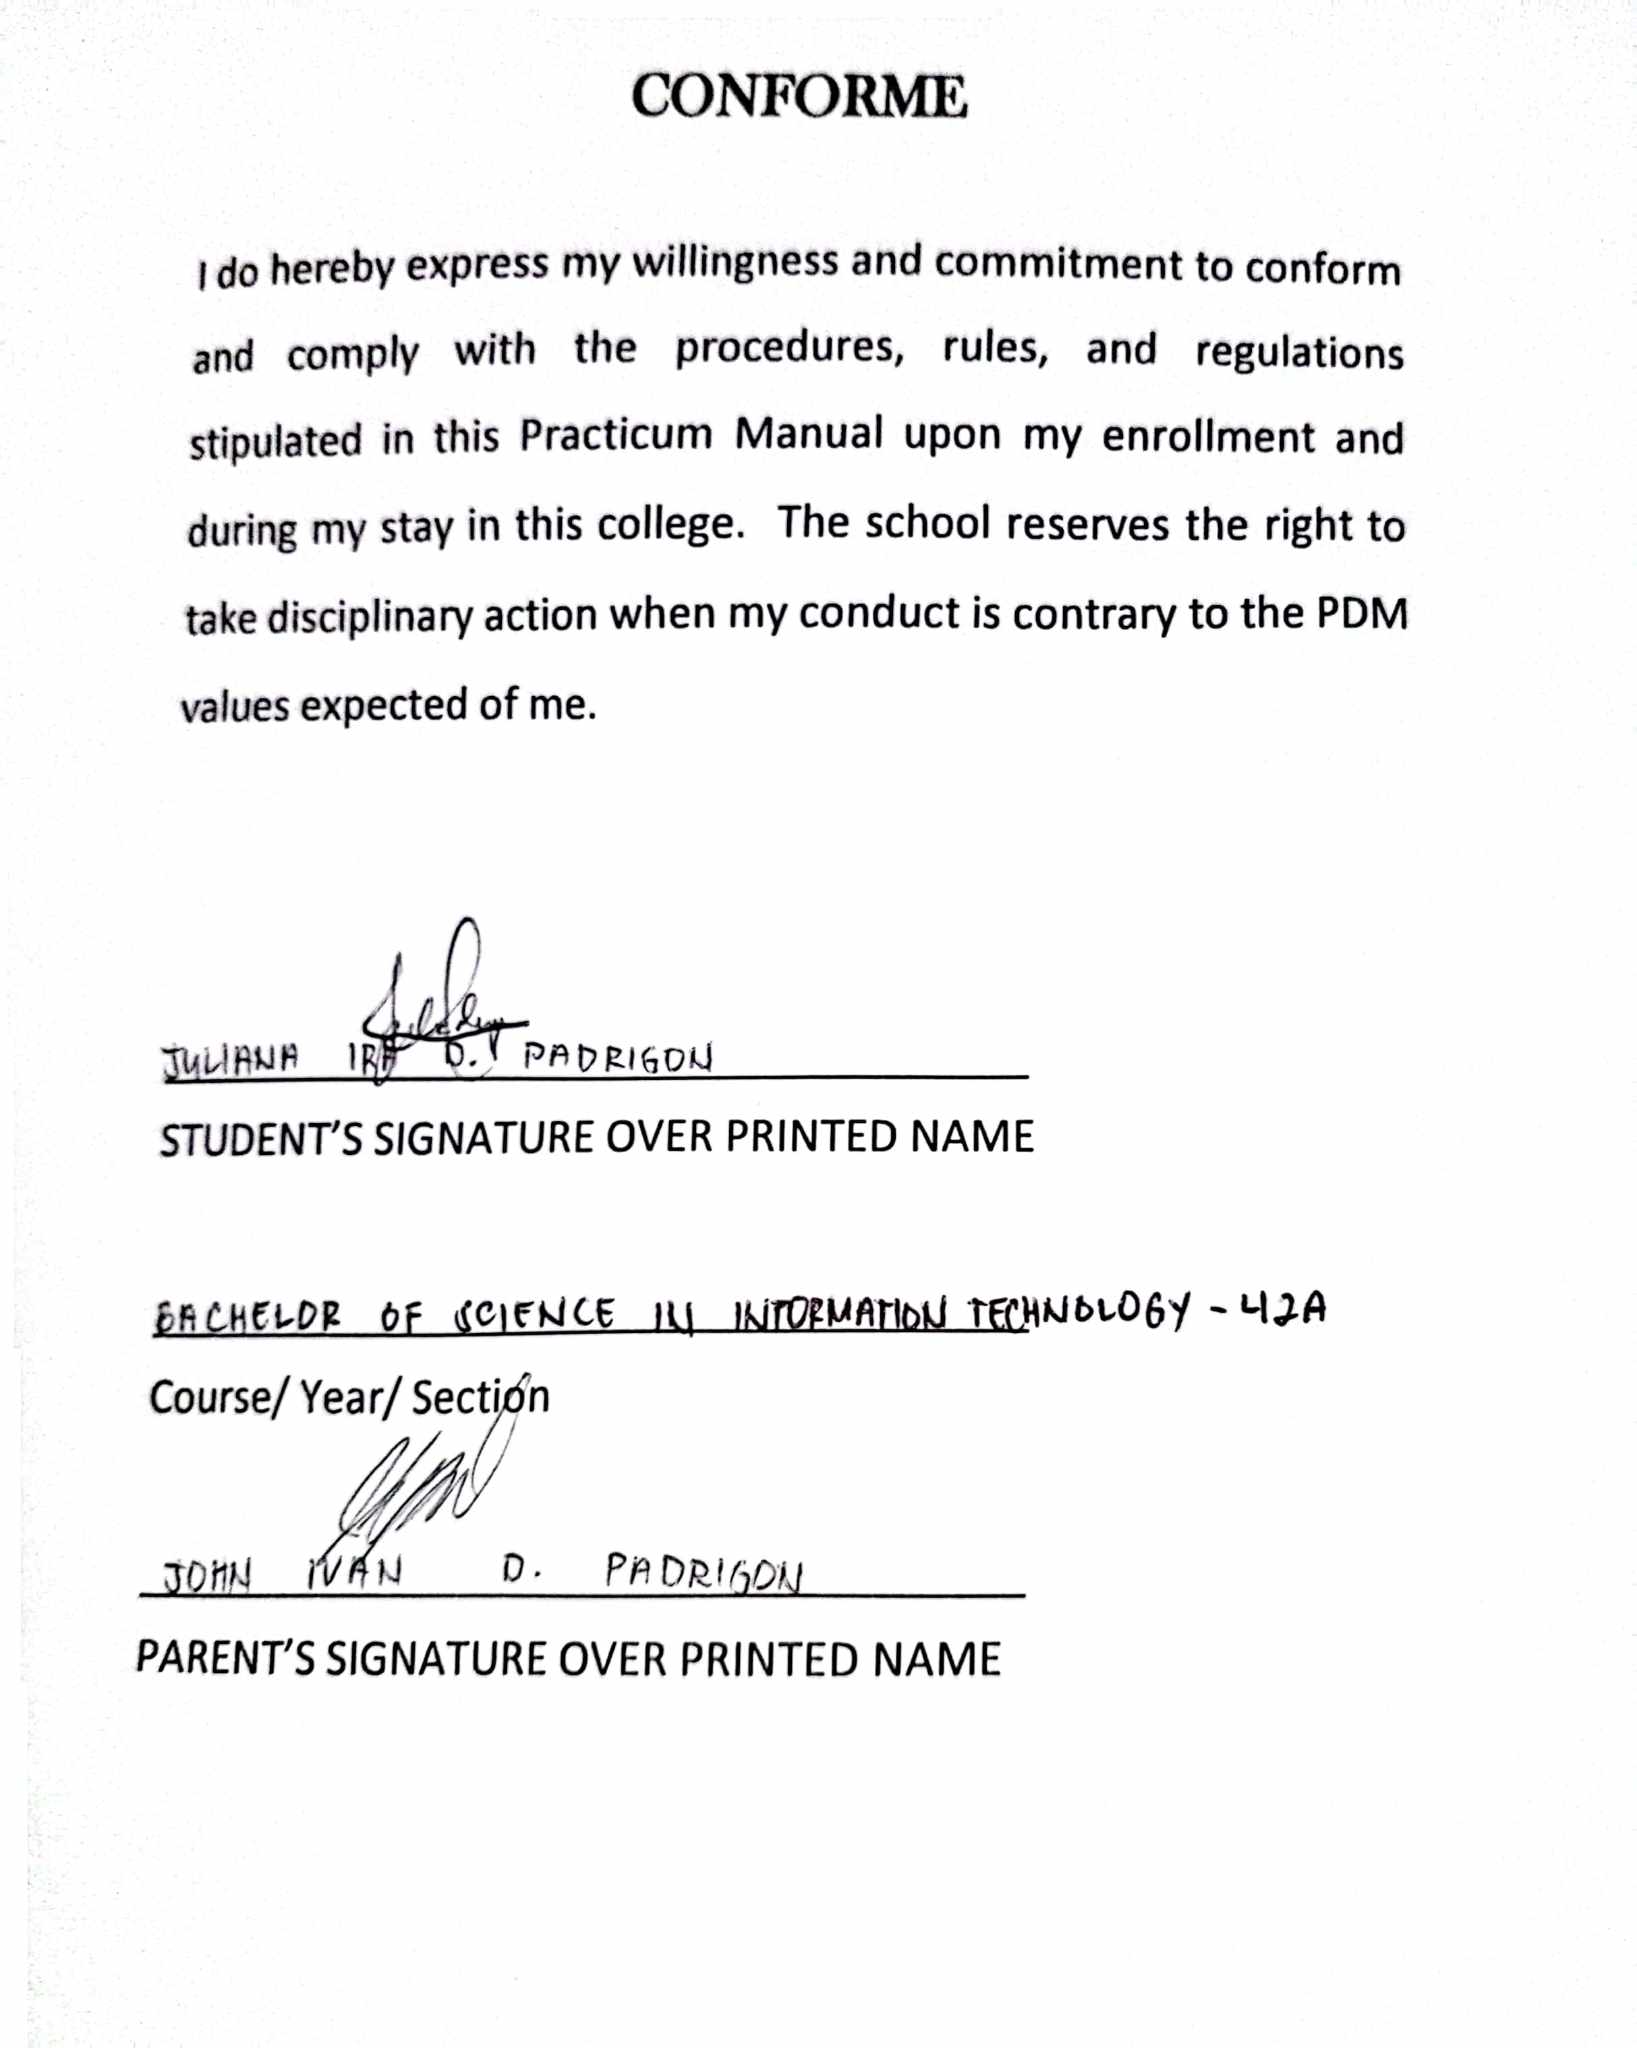 CONFORME
I do hereby express my willingness and commitment to conform
and comply with the procedures, rules, and regulations
stipulated in this Practicum Manual upon my enrollment and
during my stay in this college. The school reserves the right to
take disciplinary action when my conduct is contrary to the PDM
values expected of me.
JULIANA IRA D. PADRIGON
STUDENT'S SIGNATURE OVER PRINTED NAME
BACHELOR OF SCIENCE IN INFORMATION TECHNOLOGY - 42A
Course/ Year/ Section
JOHN IVAN D. PADRIGON
PARENT'S SIGNATURE OVER PRINTED NAME